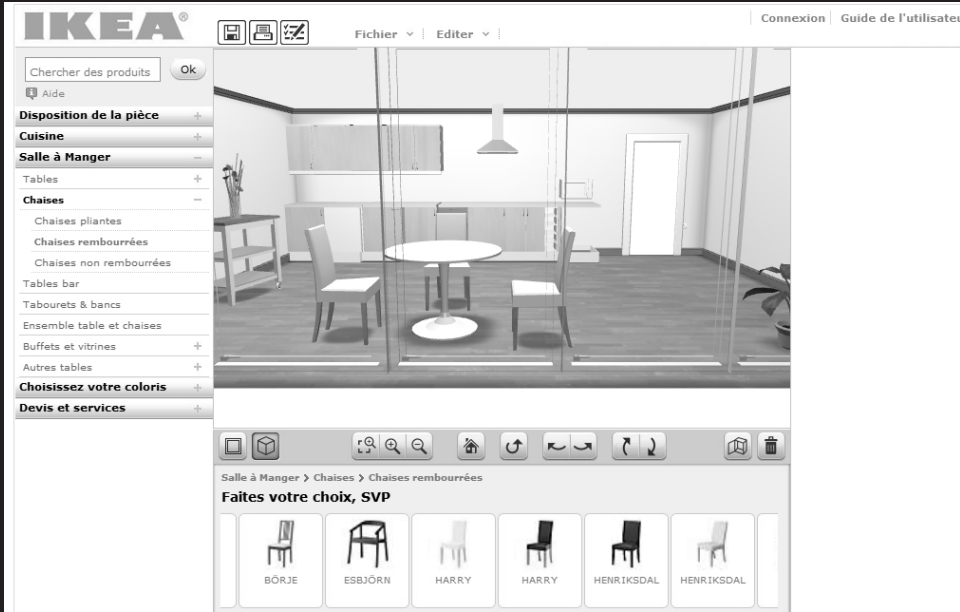 IKEA®
Fichier
Editer
Connexion
Guide de l'utilisateu
Chercher des produits
Ok
Aide
Disposition de la pièce
Cuisine
Salle à Manger
Tables
Chaises
Chaises pliantes
Chaises rembourrées
Chaises non rembourrées
Tables bar
Tabourets & bancs
Ensemble table et chaises
Buffets et vitrines
Autres tables
Choisissez votre coloris
Devis et services
Salle à Manger > Chaises > Chaises rembourrées
Faites votre choix, SVP
BÖRJE
ESBJÖRN
HARRY
HARRY
HENRIKSDAL
HENRIKSDAL